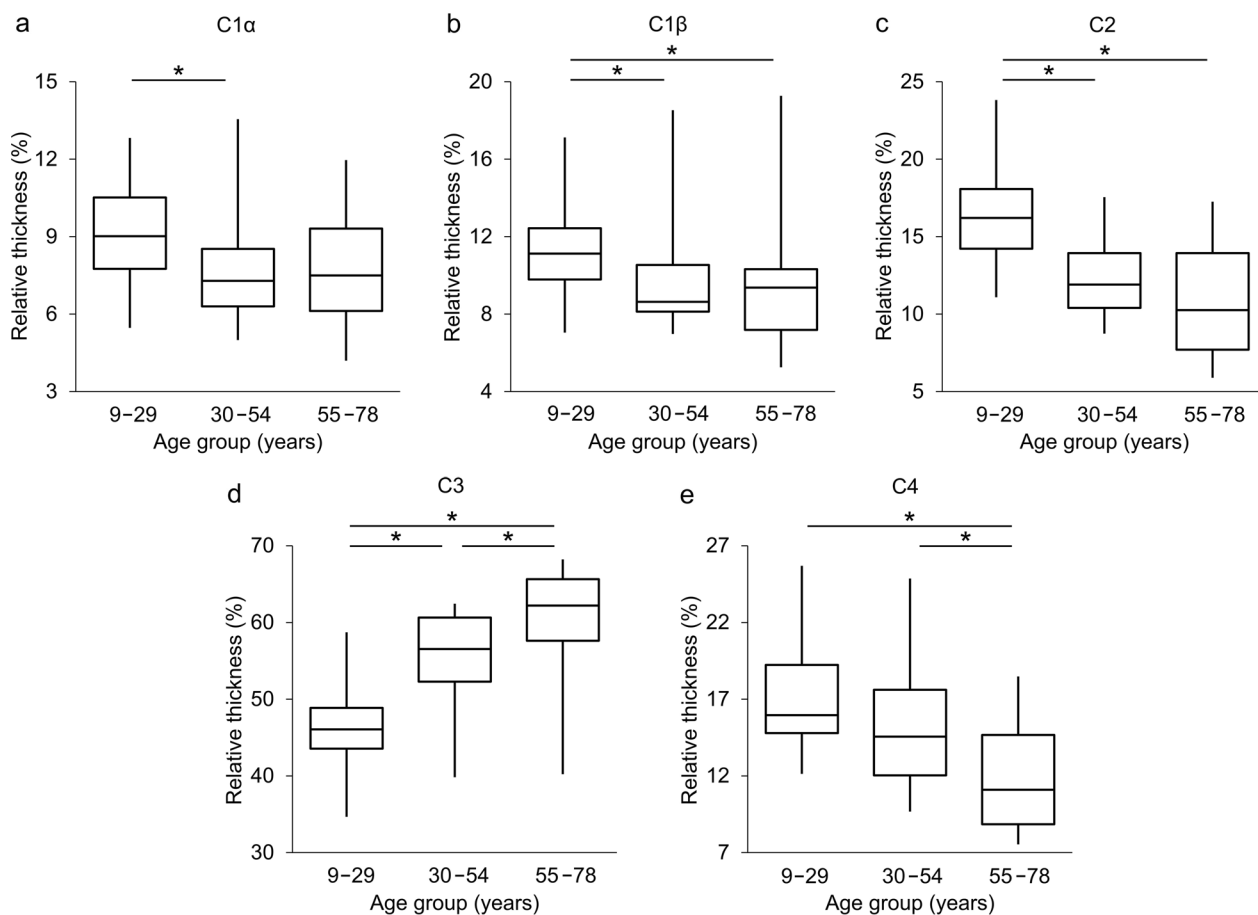 a
C1α
*
15
12
9
6
3
Relative thickness (%)
9–29
30–54
55–78
Age group (years)
b
C1β
*
*
20
16
12
8
4
Relative thickness (%)
9–29
30–54
55–78
Age group (years)
c
C2
*
*
25
20
15
10
5
Relative thickness (%)
9–29
30–54
55–78
Age group (years)
d
C3
*
*
*
70
60
50
40
30
Relative thickness (%)
9–29
30–54
55–78
Age group (years)
e
C4
*
*
27
22
17
12
7
Relative thickness (%)
9–29
30–54
55–78
Age group (years)